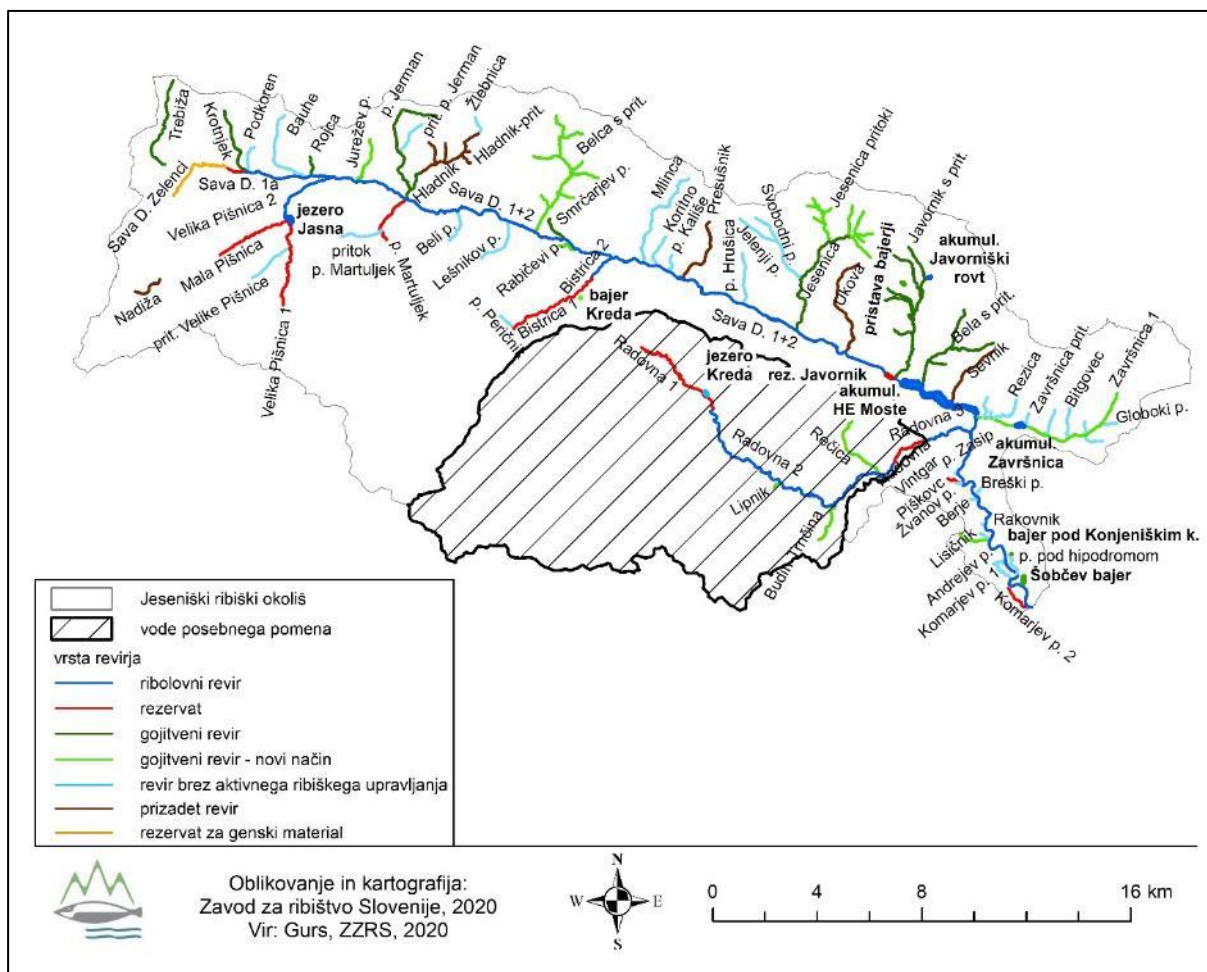 Trebiža
Krotnjek
Podkoren
Bauhe
Rojca
Jurežev p.
p. Jerman
prit. p. Jerman
Žlebnica
Hladnik-prit.
Hladnik
Belca s prit.
Smrčarjev p.
Sava D. Zelenci
Sava D. 1a
Velika Pišnica 2
jezero
Jasna
Mala Pišnica
Nadiža
prit. Velike Pišnice
Velika Pišnica 1
pritok
p. Martuljek
p. Martuljek
Sava D. 1+2
Beli p.
Lešnikov p.
Rabičevi p.
Bistrica 2
Bistrica 1
p. Peričnik
bajer
Kreda
Mlinca
Koritno
p. Kališe
Presušnik
p. Hrušica
Jelenji p.
Svobodni p.
Jesenica
Jesenica pritoki
Ukova
pristava bajerji
Javornik s prit.
akumul.
Javorniški
rovt
Sava D. 1+2
Bela s prit.
Sevnik
Radovna 1
jezero
Kreda
rez. Javornik
akumul.
HE Moste
Radovna 3
Rezica
Završnica prit.
Bitgovec
Završnica 1
Globoki p.
akumul.
Završnica
Radovna 2
Rečica
Lipnik
Vintgar
p. Zasip
Piškovc
Žvanov p.
Breški p.
Berje
Rakovnik
Lisičnik
bajer pod Konjeniškim k.
p. pod hipodromom
Andrejev p.
Šobčev bajer
Komarjev p. 1
Komarjev p. 2
Jeseniški ribiški okoliš
vode posebnega pomena
vrsta revirja
ribolovni revir
rezervat
gojitveni revir
gojitveni revir - novi način
revir brez aktivnega ribiškega upravljanja
prizadet revir
rezervat za genski material
Oblikovanje in kartografija:
Zavod za ribištvo Slovenije, 2020
Vir: Gurs, ZZRS, 2020
N
W
E
S
0 4 8 16 km